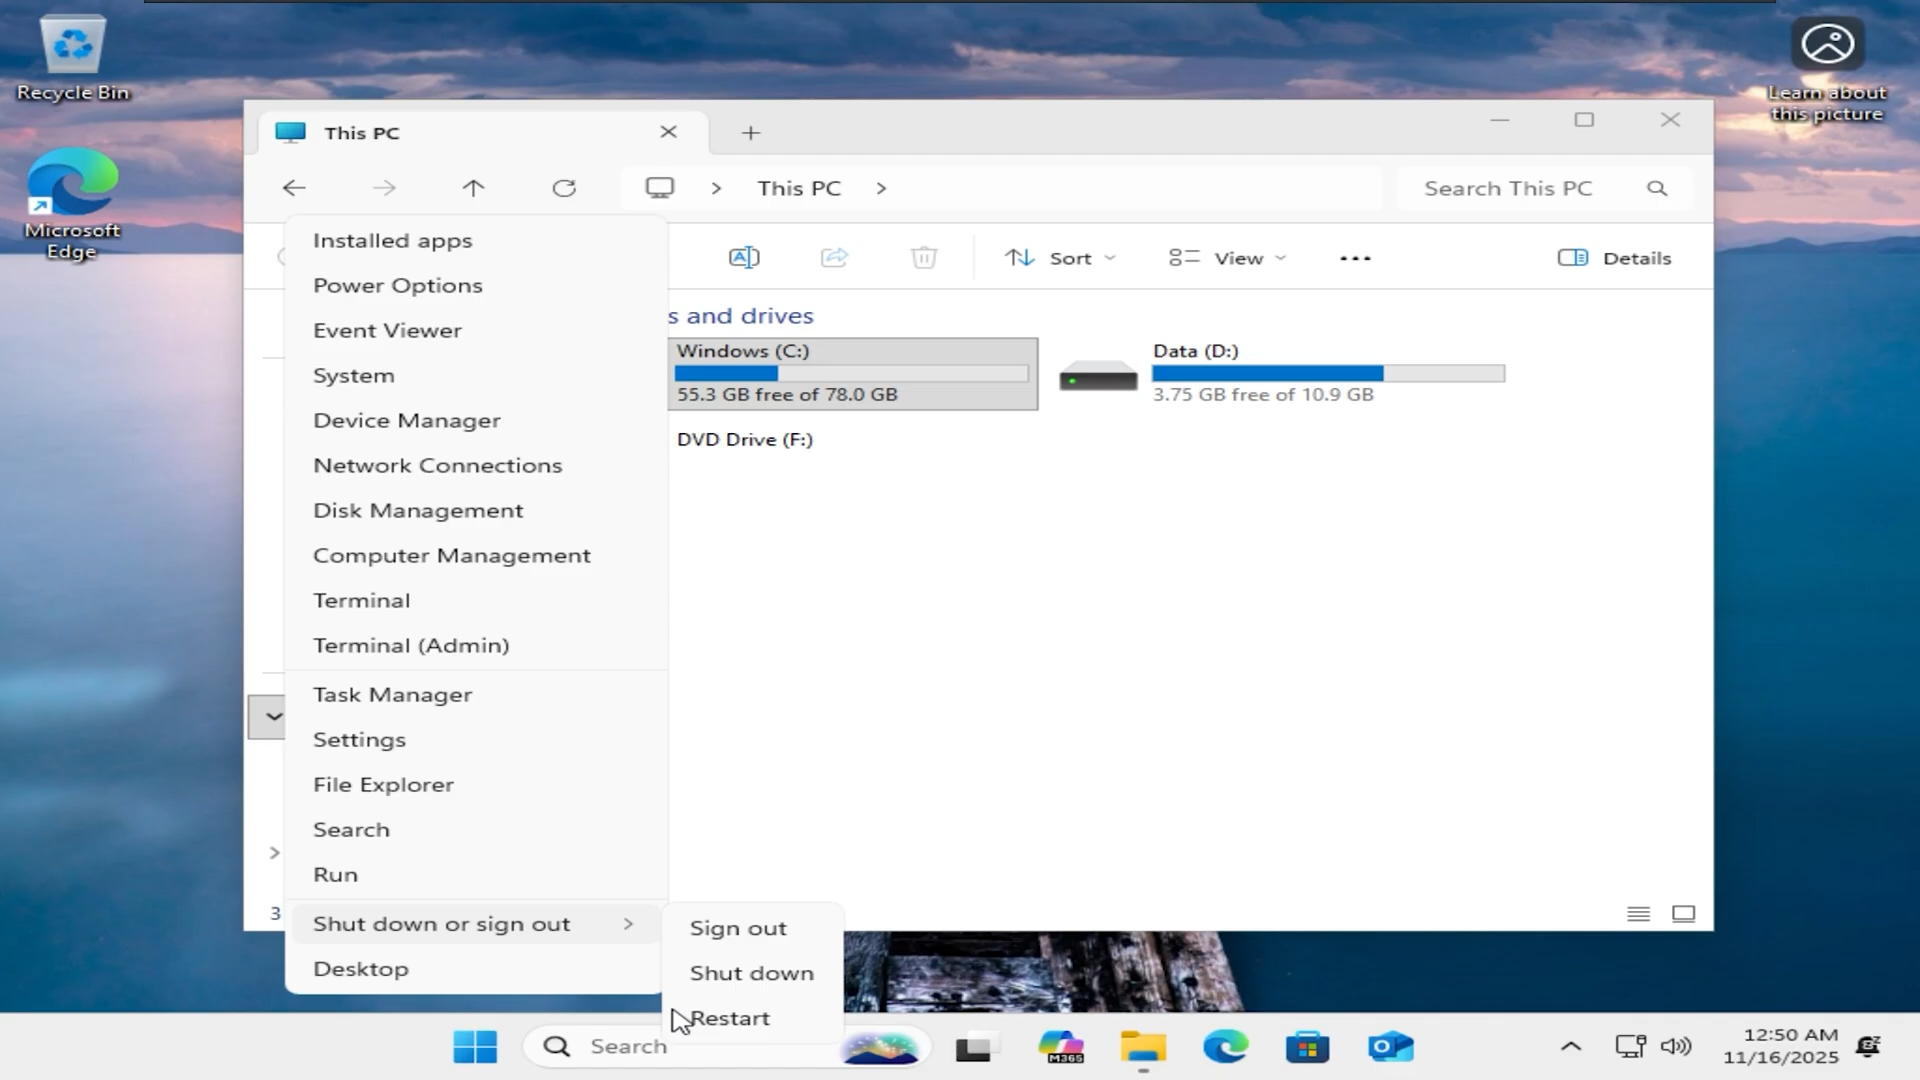 Recycle Bin
Learn about
this picture
Microsoft
Edge
This PC
This PC
Search This PC
Sort
View
Details
Installed apps
Power Options
Event Viewer
System
Device Manager
Network Connections
Disk Management
Computer Management
Terminal
Terminal (Admin)
Task Manager
Settings
File Explorer
Search
Run
Shut down or sign out
Desktop
s and drives
Windows (C:)
55.3 GB free of 78.0 GB
Data (D:)
3.75 GB free of 10.9 GB
DVD Drive (F:)
3
Sign out
Shut down
Restart
Search
M365
12:50 AM
11/16/2025